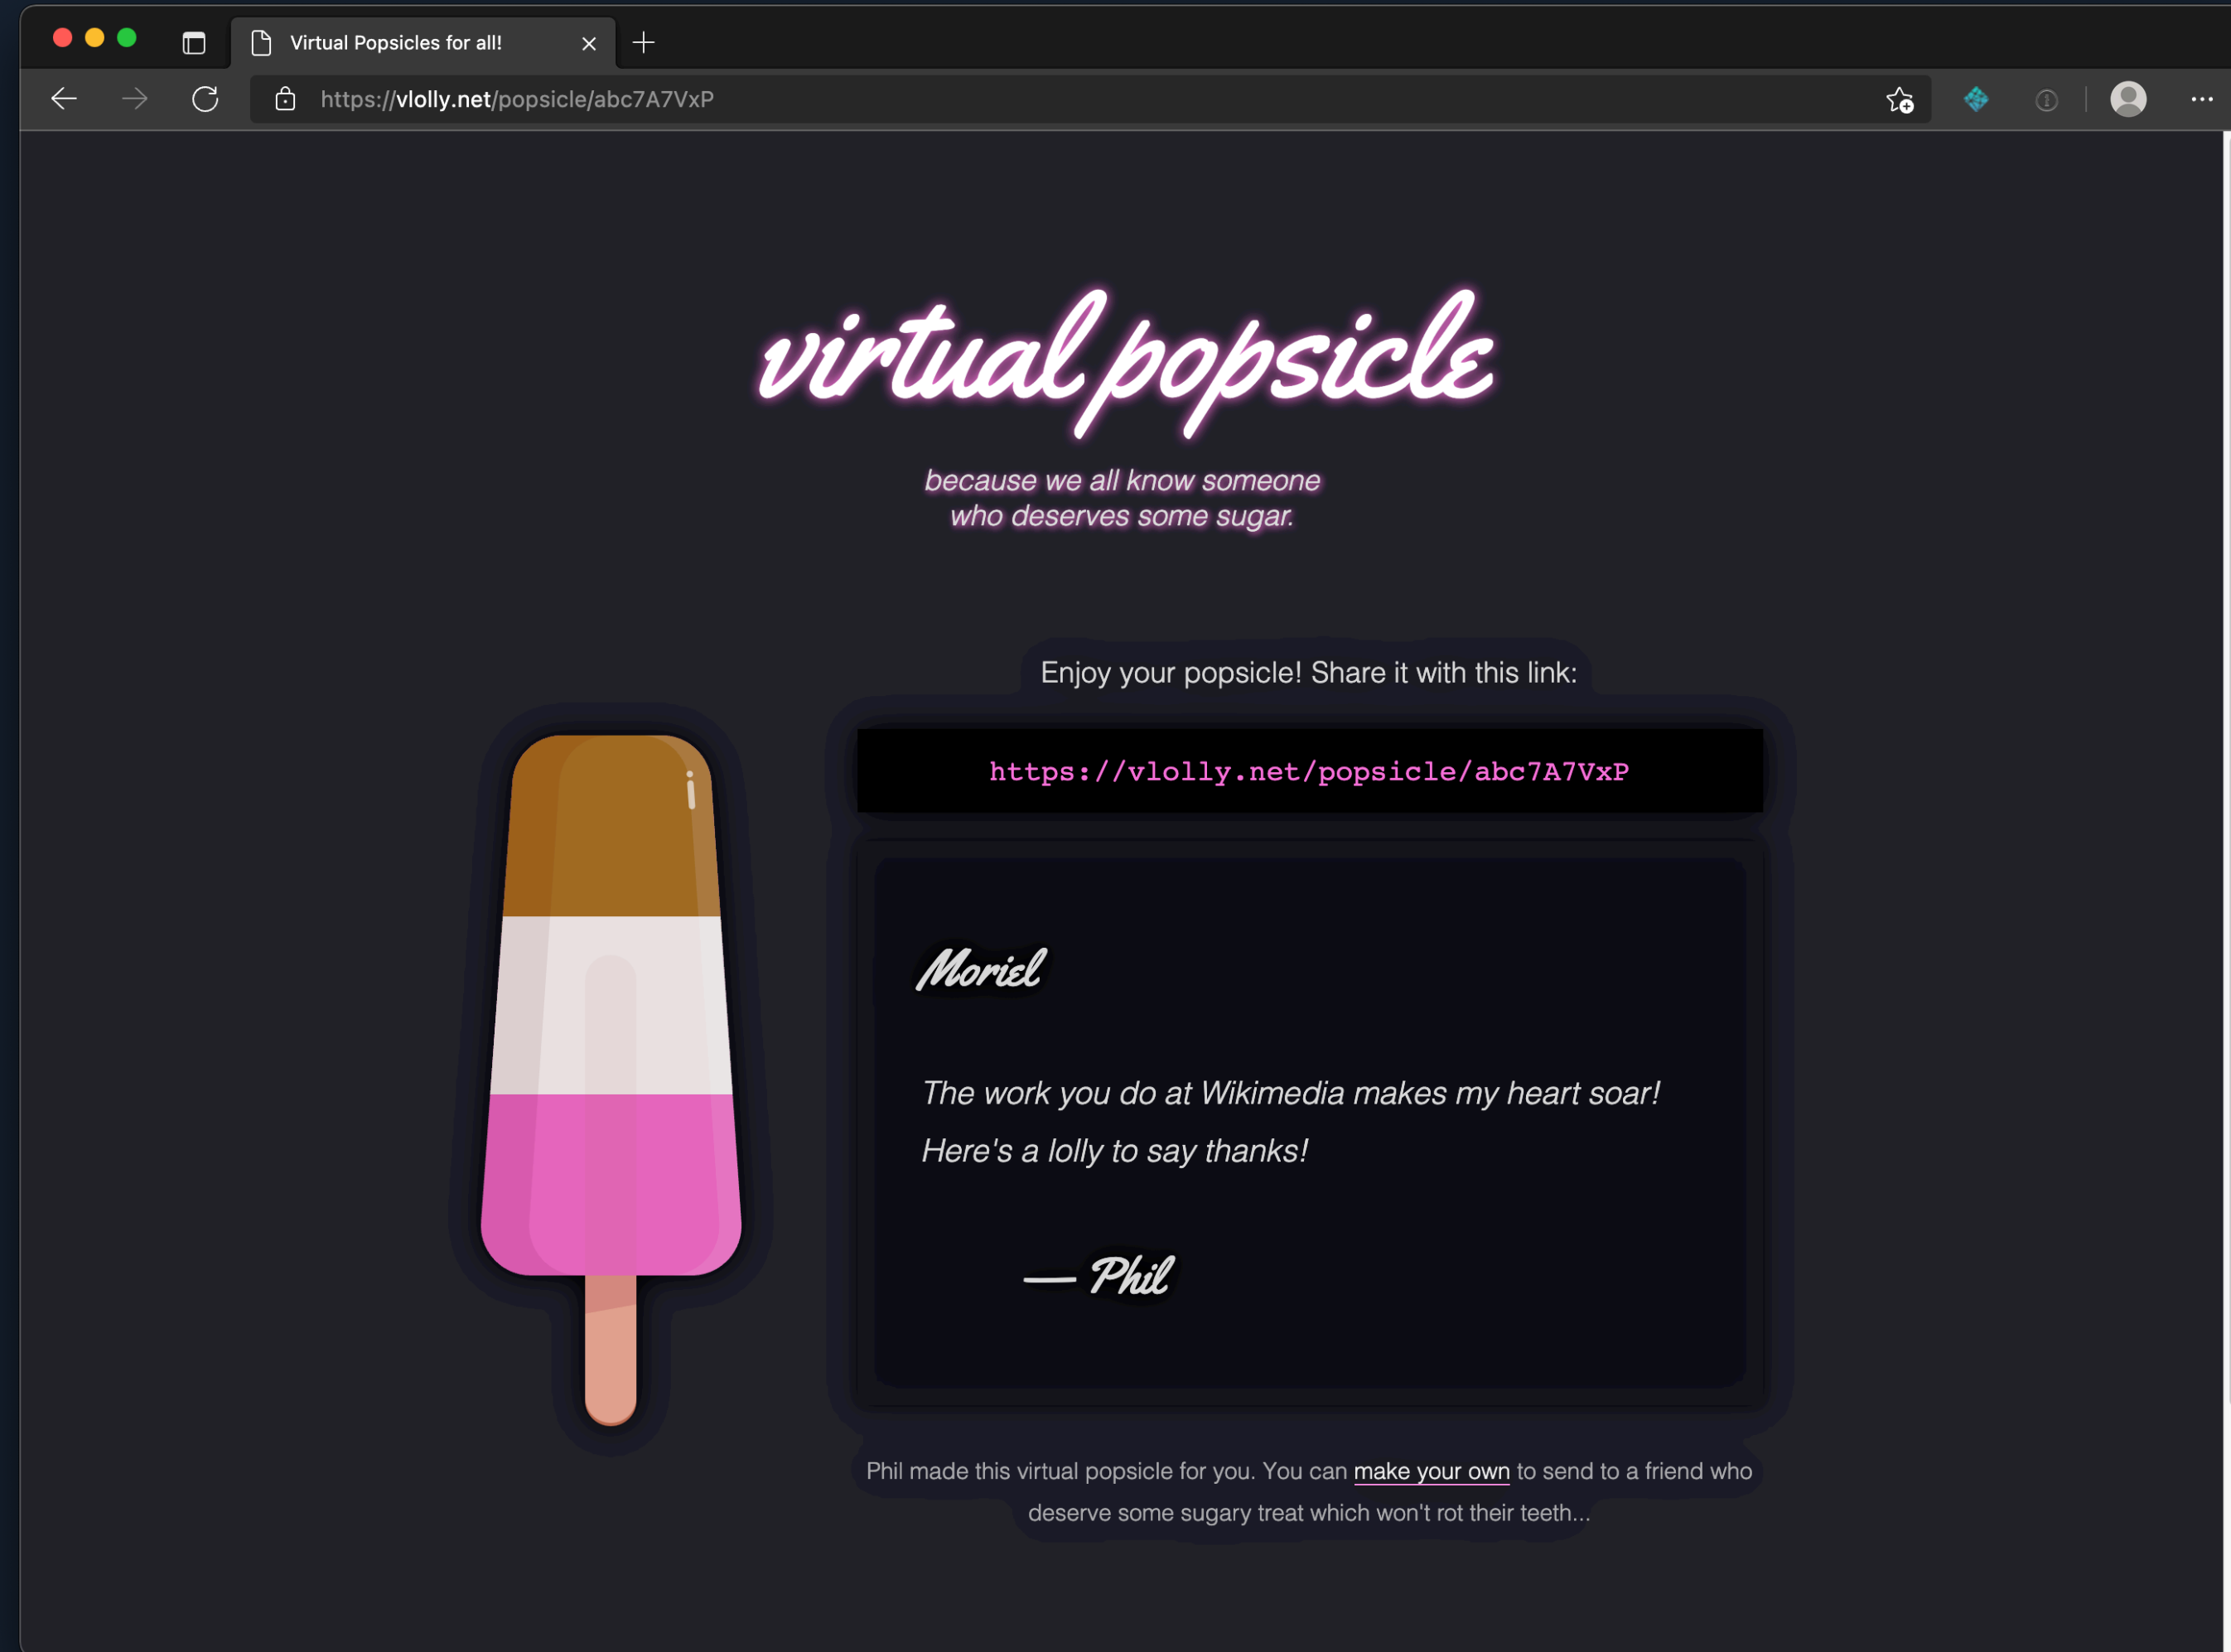 Virtual Popsicles for all!
https://vlolly.net/popsicle/abc7A7VxP
virtual popsicle
because we all know someone
who deserves some sugar.
Enjoy your popsicle! Share it with this link:
https://vlolly.net/popsicle/abc7A7VxP
Moriel
The work you do at Wikimedia makes my heart soar!
Here's a lolly to say thanks!
— Phil
Phil made this virtual popsicle for you. You can make your own to send to a friend who
deserve some sugary treat which won't rot their teeth...